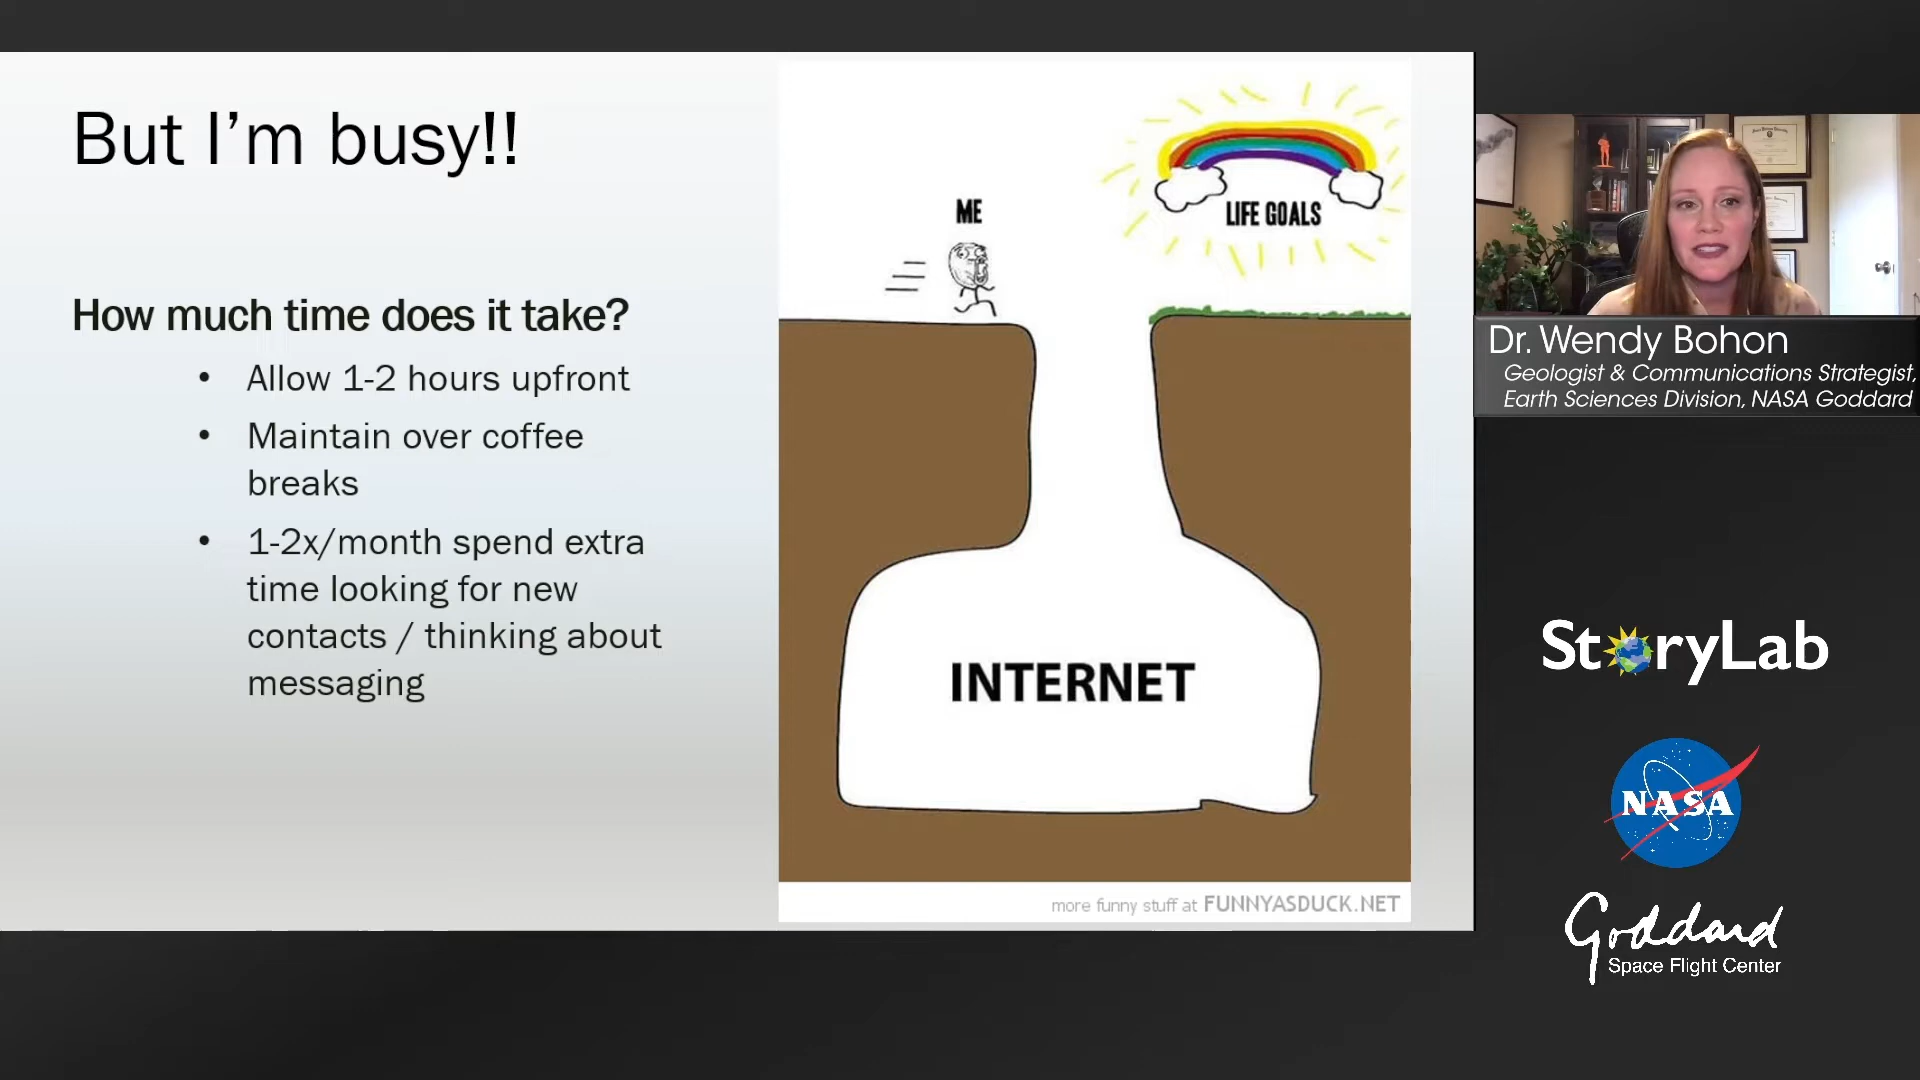 But I’m busy!!
How much time does it take?
• Allow 1-2 hours upfront
• Maintain over coffee
breaks
• 1-2x/month spend extra
time looking for new
contacts / thinking about
messaging
ME
LIFE GOALS
INTERNET
more funny stuff at FUNNYASDUCK.NET
Dr. Wendy Bohon
Geologist & Communications Strategist,
Earth Sciences Division, NASA Goddard
StoryLab
NASA
Goddard
Space Flight Center